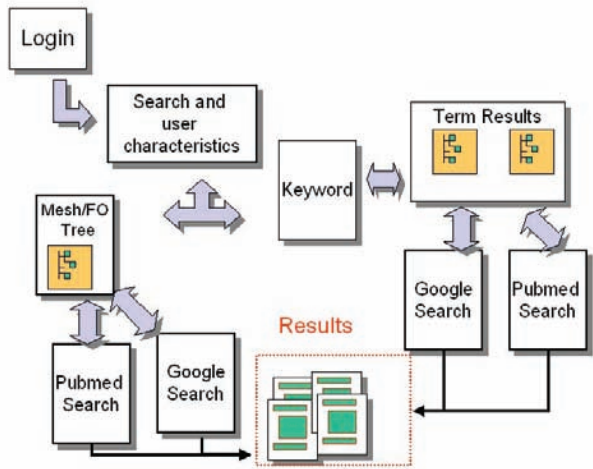 Login
Search and
user
characteristics
Term Results
Keyword
Mesh/FO
Tree
Google
Search
Pubmed
Search
Results
Pubmed
Search
Google
Search